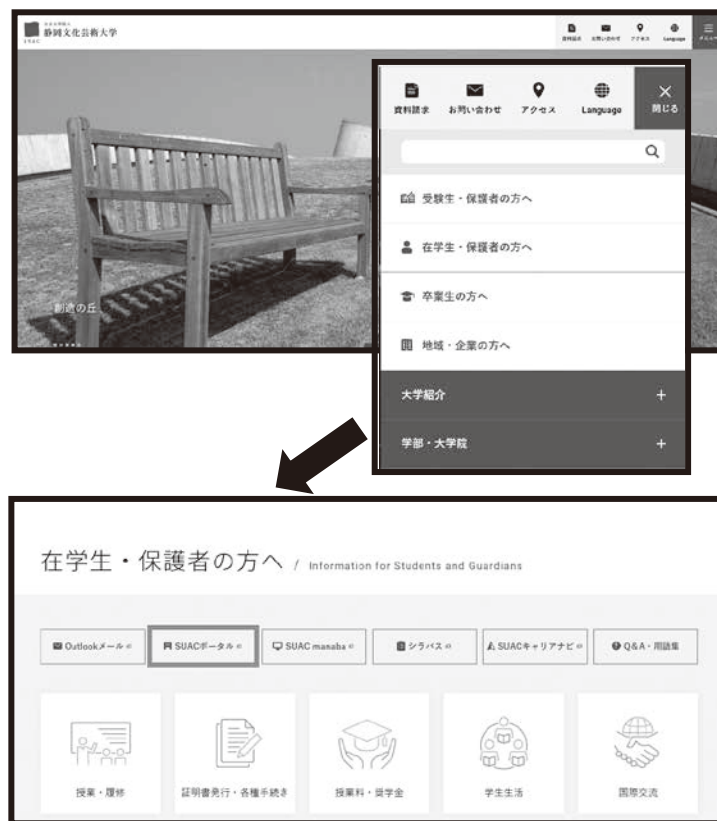 静岡文化芸術大学
SUAC
資料請求 お問い合わせ アクセス Language メニュー
資料請求 お問い合わせ アクセス Language 閉じる
受験生・保護者の方へ
在学生・保護者の方へ
卒業生の方へ
地域・企業の方へ
大学紹介 +
学部・大学院 +
創造の丘
在学生・保護者の方へ / Information for Students and Guardians
Outlookメール SUACポータル SUAC manaba シラバス SUACキャリアナビ Q&A・用語集
授業・履修 証明書発行・各種手続き 授業料・奨学金 学生生活 国際交流